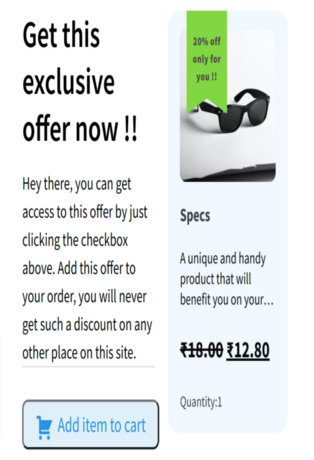 Get this
exclusive
offer now !!
Hey there, you can get
access to this offer by just
clicking the checkbox
above. Add this offer to
your order, you will never
get such a discount on any
other place on this site.
Add item to cart
20% off
only for
you !!
Specs
A unique and handy
product that will
benefit you on your…
₹18.00 ₹12.80
Quantity:1